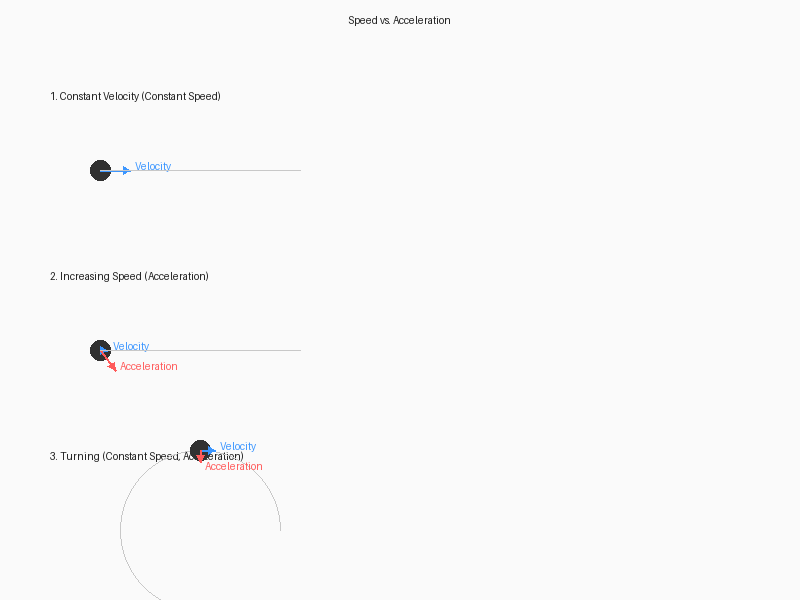 Speed vs. Acceleration
1. Constant Velocity (Constant Speed)
Velocity
2. Increasing Speed (Acceleration)
Velocity
Acceleration
3. Turning (Constant Speed, Acceleration)
Velocity
Acceleration